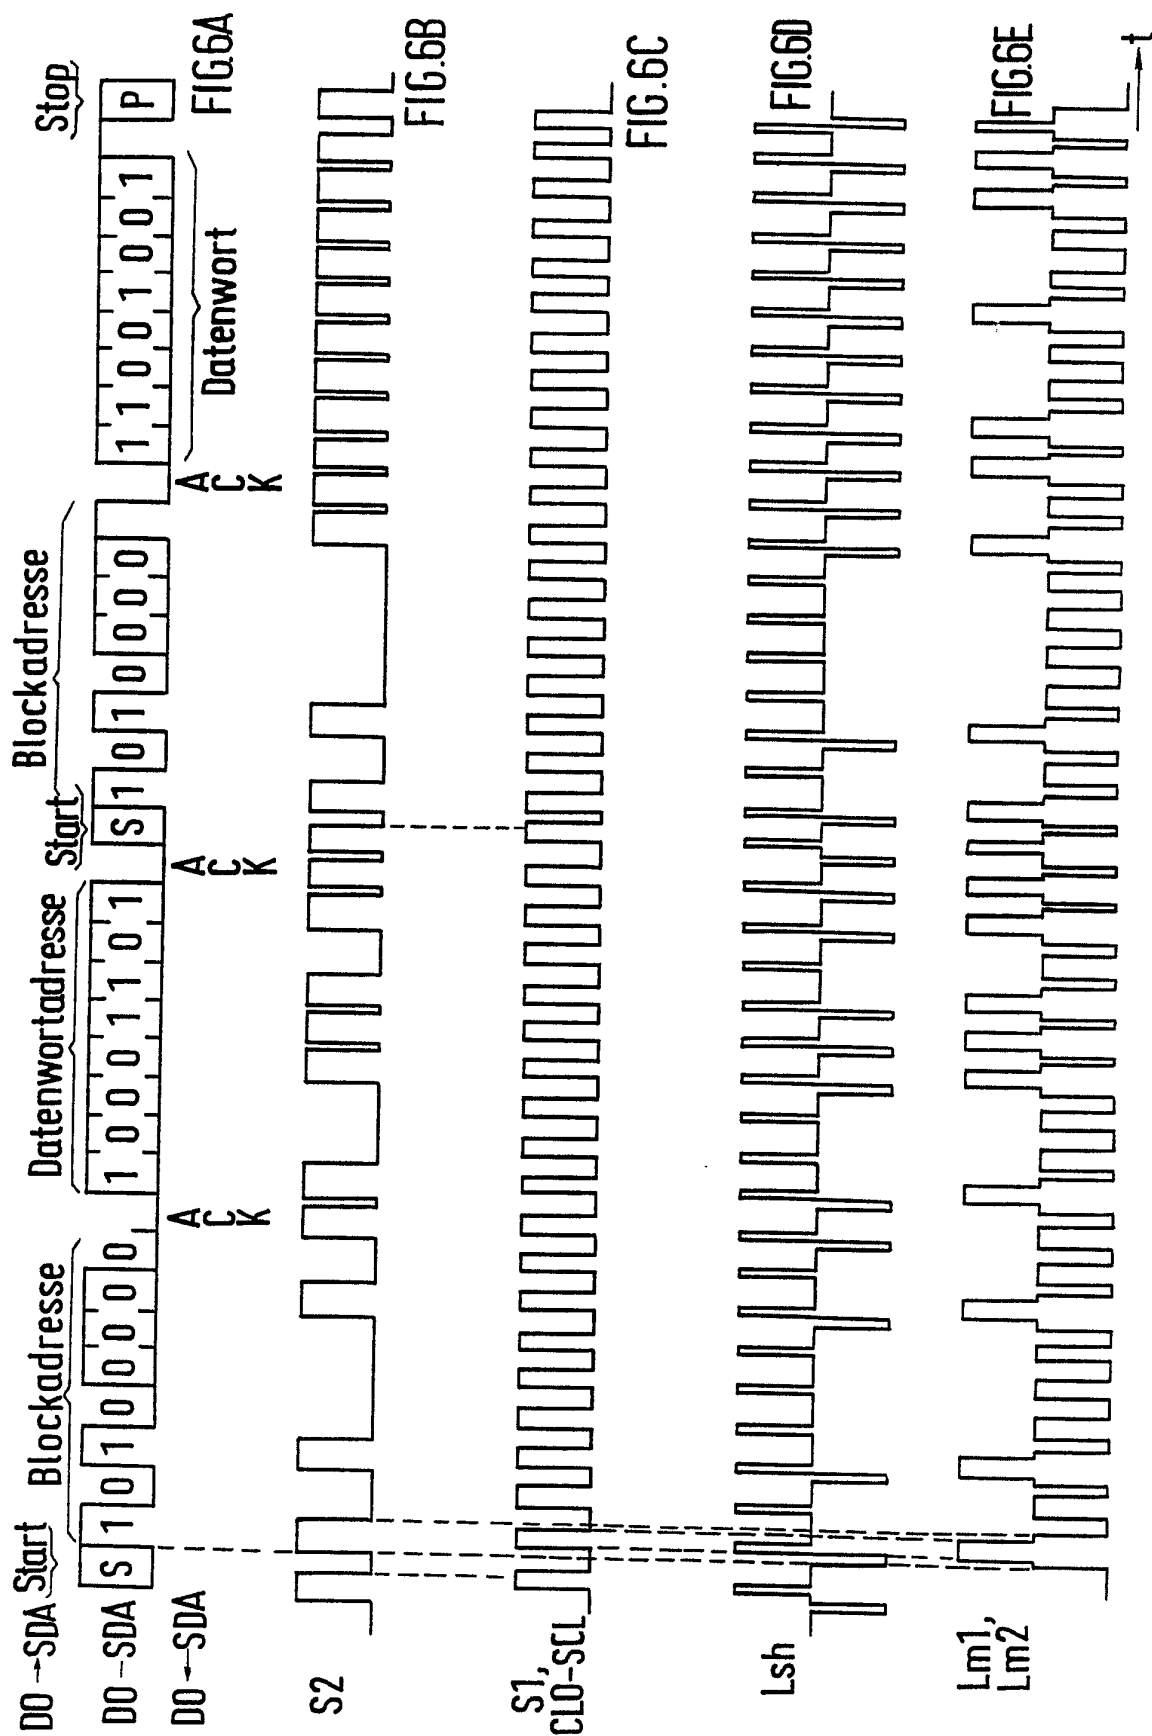 DO→SDA Start Blockadresse Datenwortadresse Start Blockadresse Stop
DO–SDA S 1 0 1 0 0 0 0 0 1 0 0 0 1 1 0 1 S 1 0 1 0 0 0 0 1 1 0 0 1 0 0 1 P
DO←SDA ACK ACK ACK Datenwort FIG.6A
S2 FIG.6B
S1,
CLO-SCL FIG.6C
Lsh FIG.6D
Lm1,
Lm2 FIG.6E
t